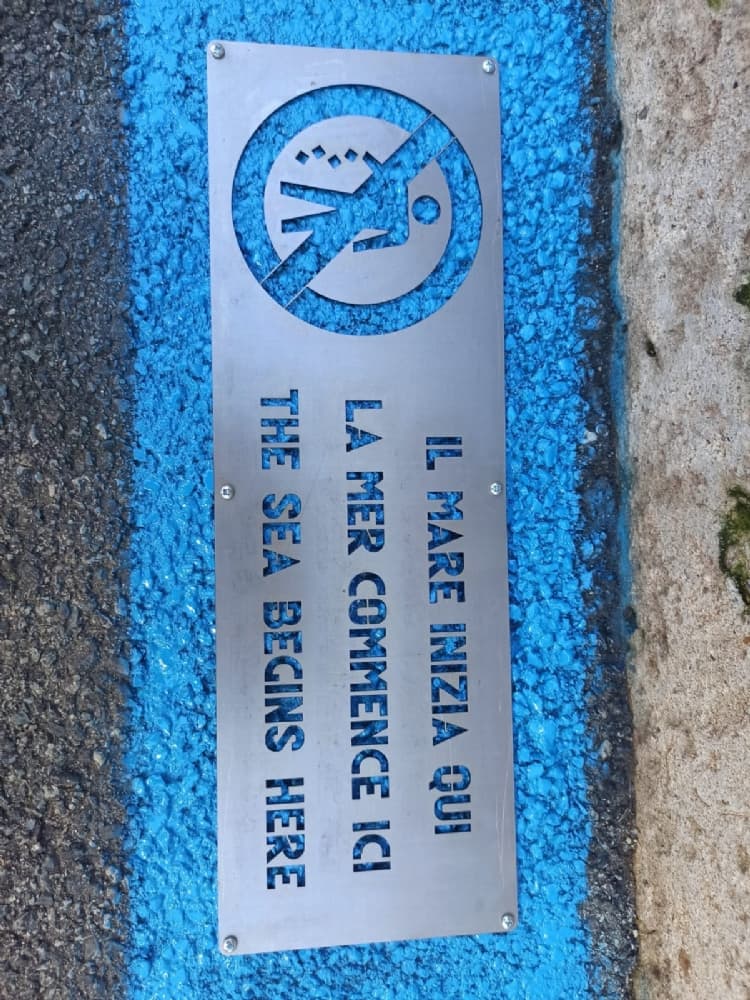 IL MARE INIZIA QUI
LA MER COMMENCE ICI
THE SEA BEGINS HERE